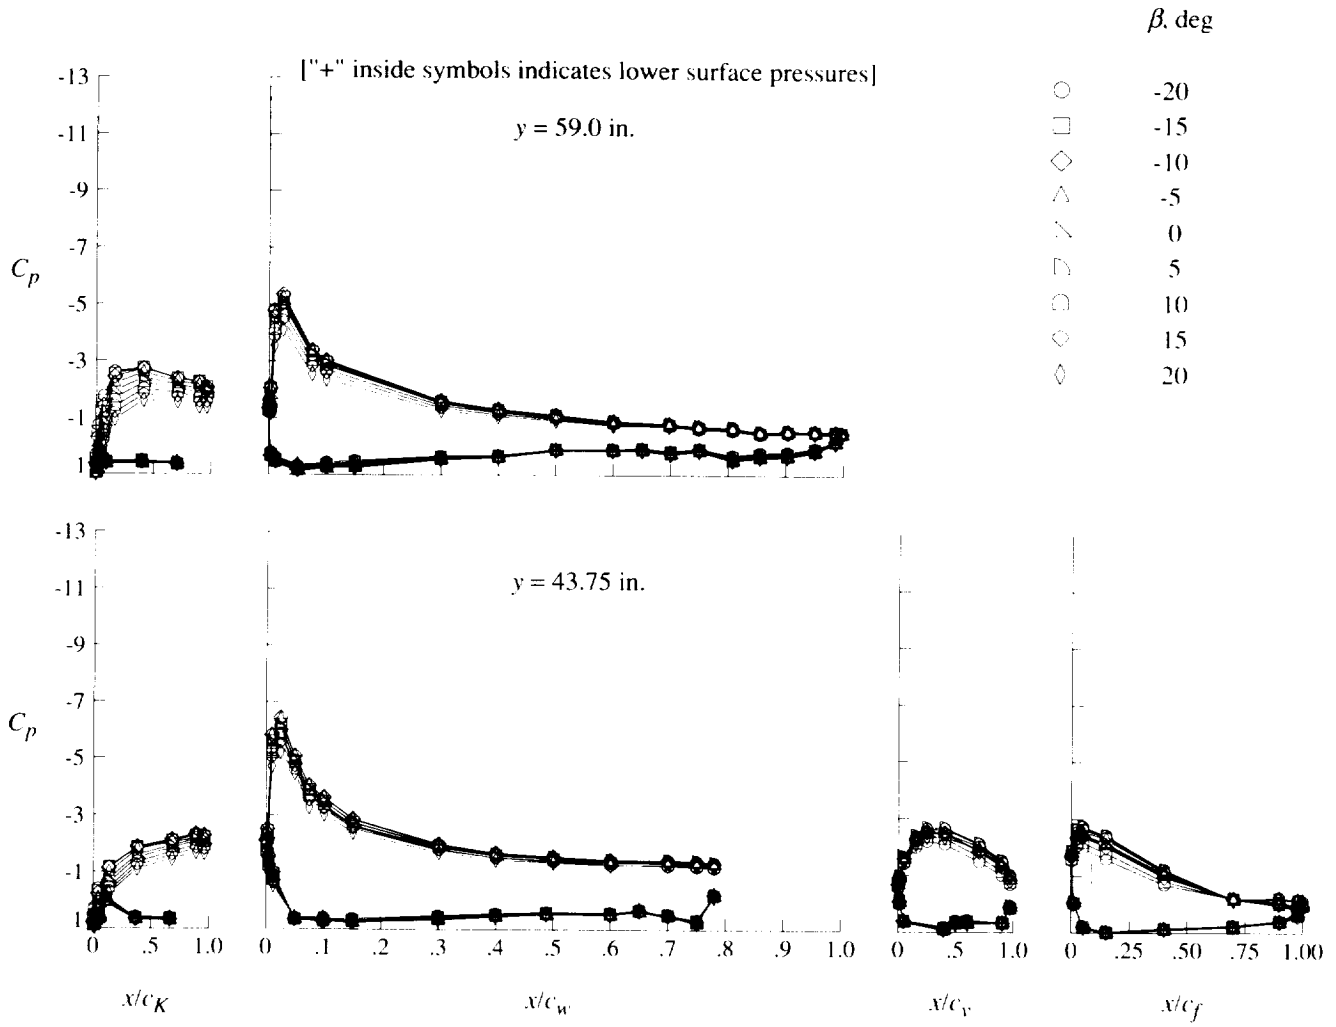 β, deg
["+" inside symbols indicates lower surface pressures]
-20
-15
-10
-5
0
5
10
15
20
y = 59.0 in.
-13
-11
-9
-7
-5
-3
-1
1
C_p
y = 43.75 in.
-13
-11
-9
-7
-5
-3
-1
1
C_p
0 .5 1.0
0 .1 .2 .3 .4 .5 .6 .7 .8 .9 1.0
0 .5 1.0
0 .25 .50 .75 1.00
x/c_K
x/c_w
x/c_v
x/c_f